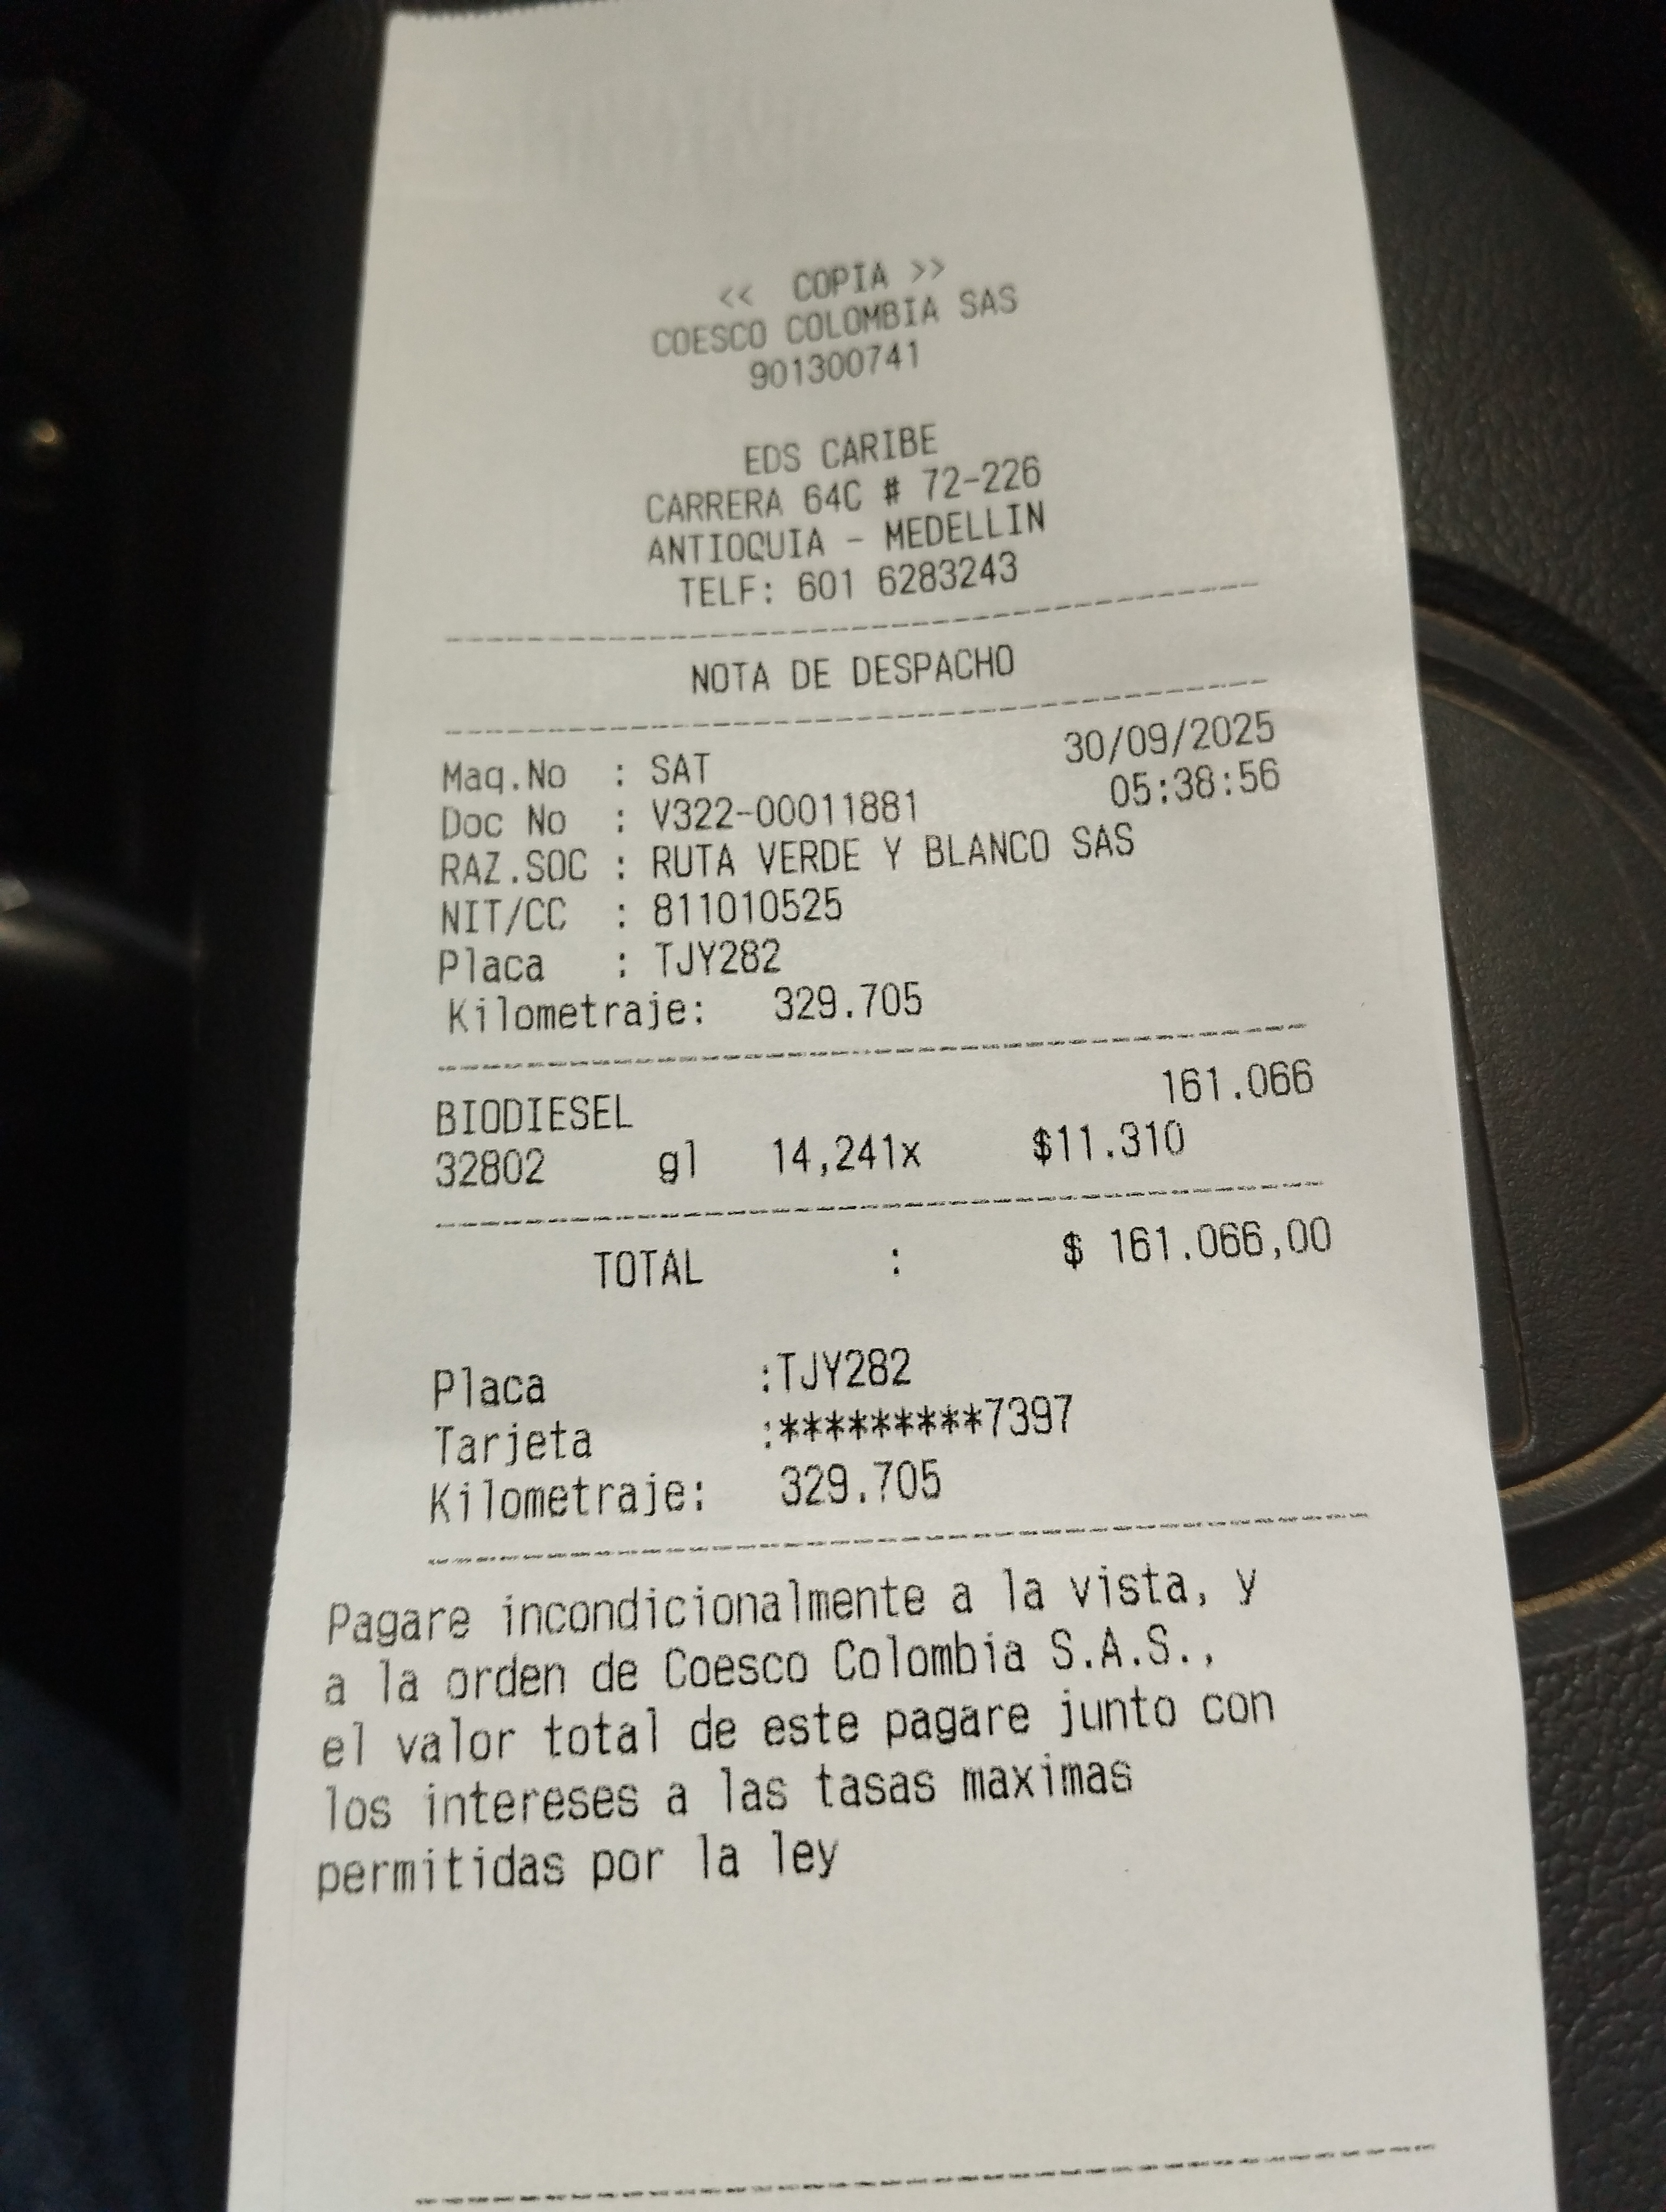 << COPIA >>
COESCO COLOMBIA SAS
901300741
EDS CARIBE
CARRERA 64C # 72-226
ANTIOQUIA - MEDELLIN
TELF: 601 6283243
NOTA DE DESPACHO
Maq.No : SAT 30/09/2025
Doc No : V322-00011881 05:38:56
RAZ.SOC : RUTA VERDE Y BLANCO SAS
NIT/CC : 811010525
Placa : TJY282
Kilometraje: 329.705
BIODIESEL 161.066
32802 gl 14,241x $11.310
TOTAL : $ 161.066,00
Placa :TJY282
Tarjeta :*********7397
Kilometraje: 329.705
Pagare incondicionalmente a la vista, y
a la orden de Coesco Colombia S.A.S.,
el valor total de este pagare junto con
los intereses a las tasas maximas
permitidas por la ley